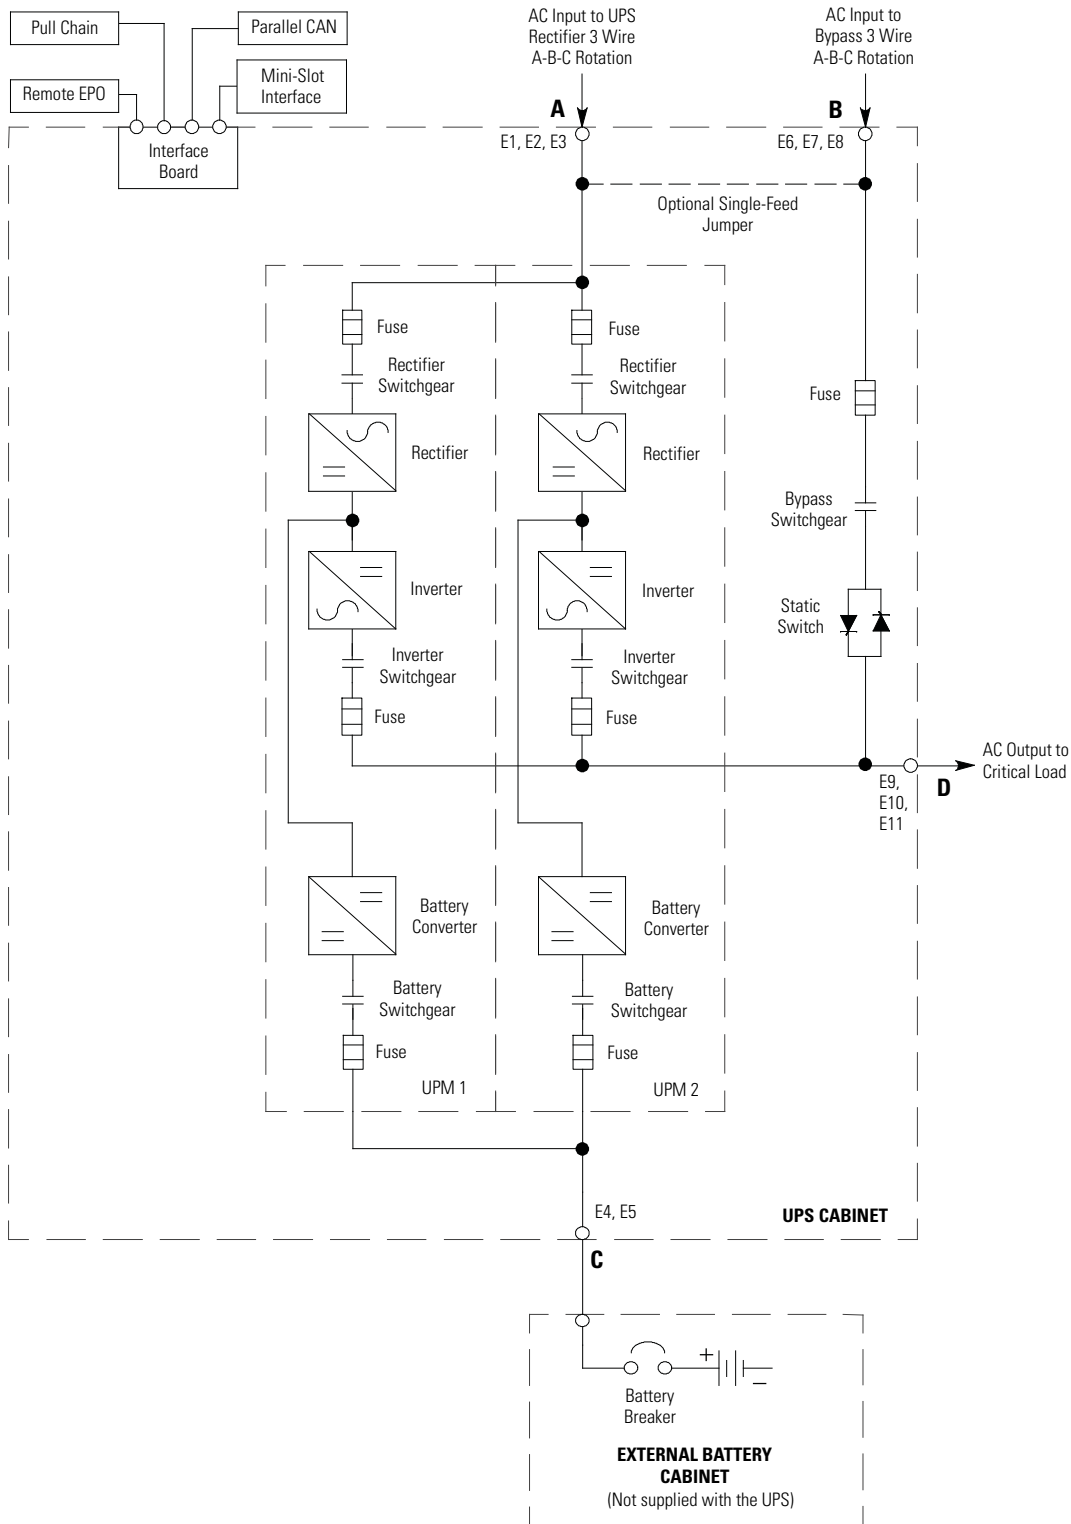 Pull Chain
Parallel CAN
Remote EPO
Mini-Slot
Interface
Interface
Board
AC Input to UPS
Rectifier 3 Wire
A-B-C Rotation
AC Input to
Bypass 3 Wire
A-B-C Rotation
A
B
E1, E2, E3
E6, E7, E8
Optional Single-Feed
Jumper
Fuse
Fuse
Rectifier
Switchgear
Rectifier
Switchgear
Fuse
Rectifier
Rectifier
Bypass
Switchgear
Inverter
Inverter
Static
Switch
Inverter
Switchgear
Inverter
Switchgear
Fuse
Fuse
AC Output to
Critical Load
E9,
E10,
E11
D
Battery
Converter
Battery
Converter
Battery
Switchgear
Battery
Switchgear
Fuse
Fuse
UPM 1
UPM 2
E4, E5
UPS CABINET
C
+
–
Battery
Breaker
EXTERNAL BATTERY
CABINET
(Not supplied with the UPS)